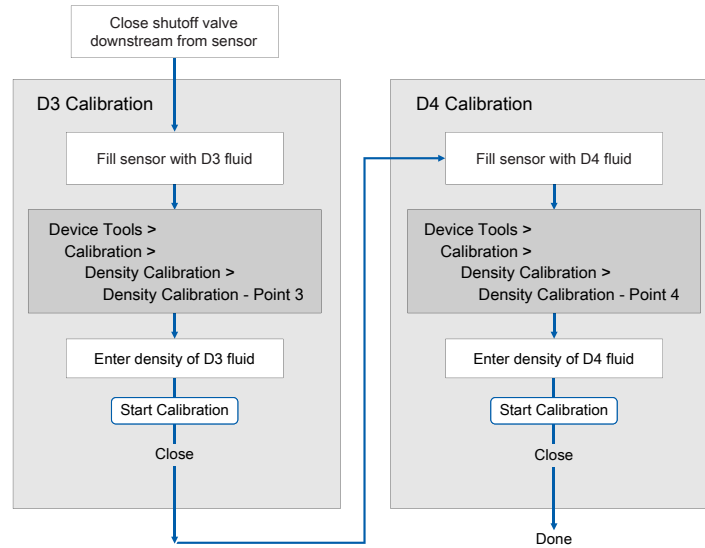 Close shutoff valve
downstream from sensor
D3 Calibration
Fill sensor with D3 fluid
Device Tools >
Calibration >
Density Calibration >
Density Calibration - Point 3
Enter density of D3 fluid
Start Calibration
Close
D4 Calibration
Fill sensor with D4 fluid
Device Tools >
Calibration >
Density Calibration >
Density Calibration - Point 4
Enter density of D4 fluid
Start Calibration
Close
Done